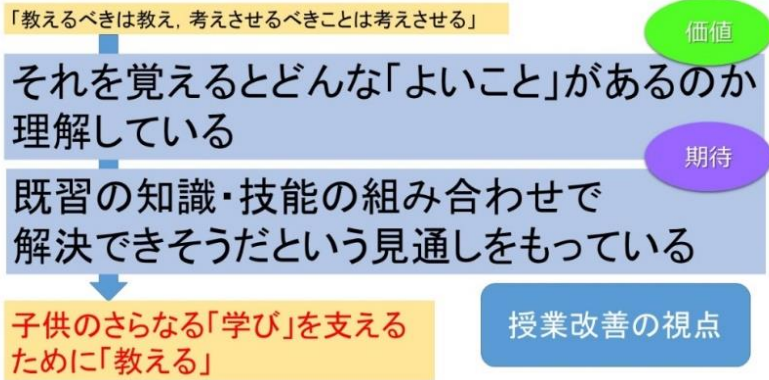 「教えるべきは教え，考えさせるべきことは考えさせる」
価値
それを覚えるとどんな「よいこと」があるのか
理解している
期待
既習の知識・技能の組み合わせで
解決できそうだという見通しをもっている
子供のさらなる「学び」を支える
ために「教える」
授業改善の視点